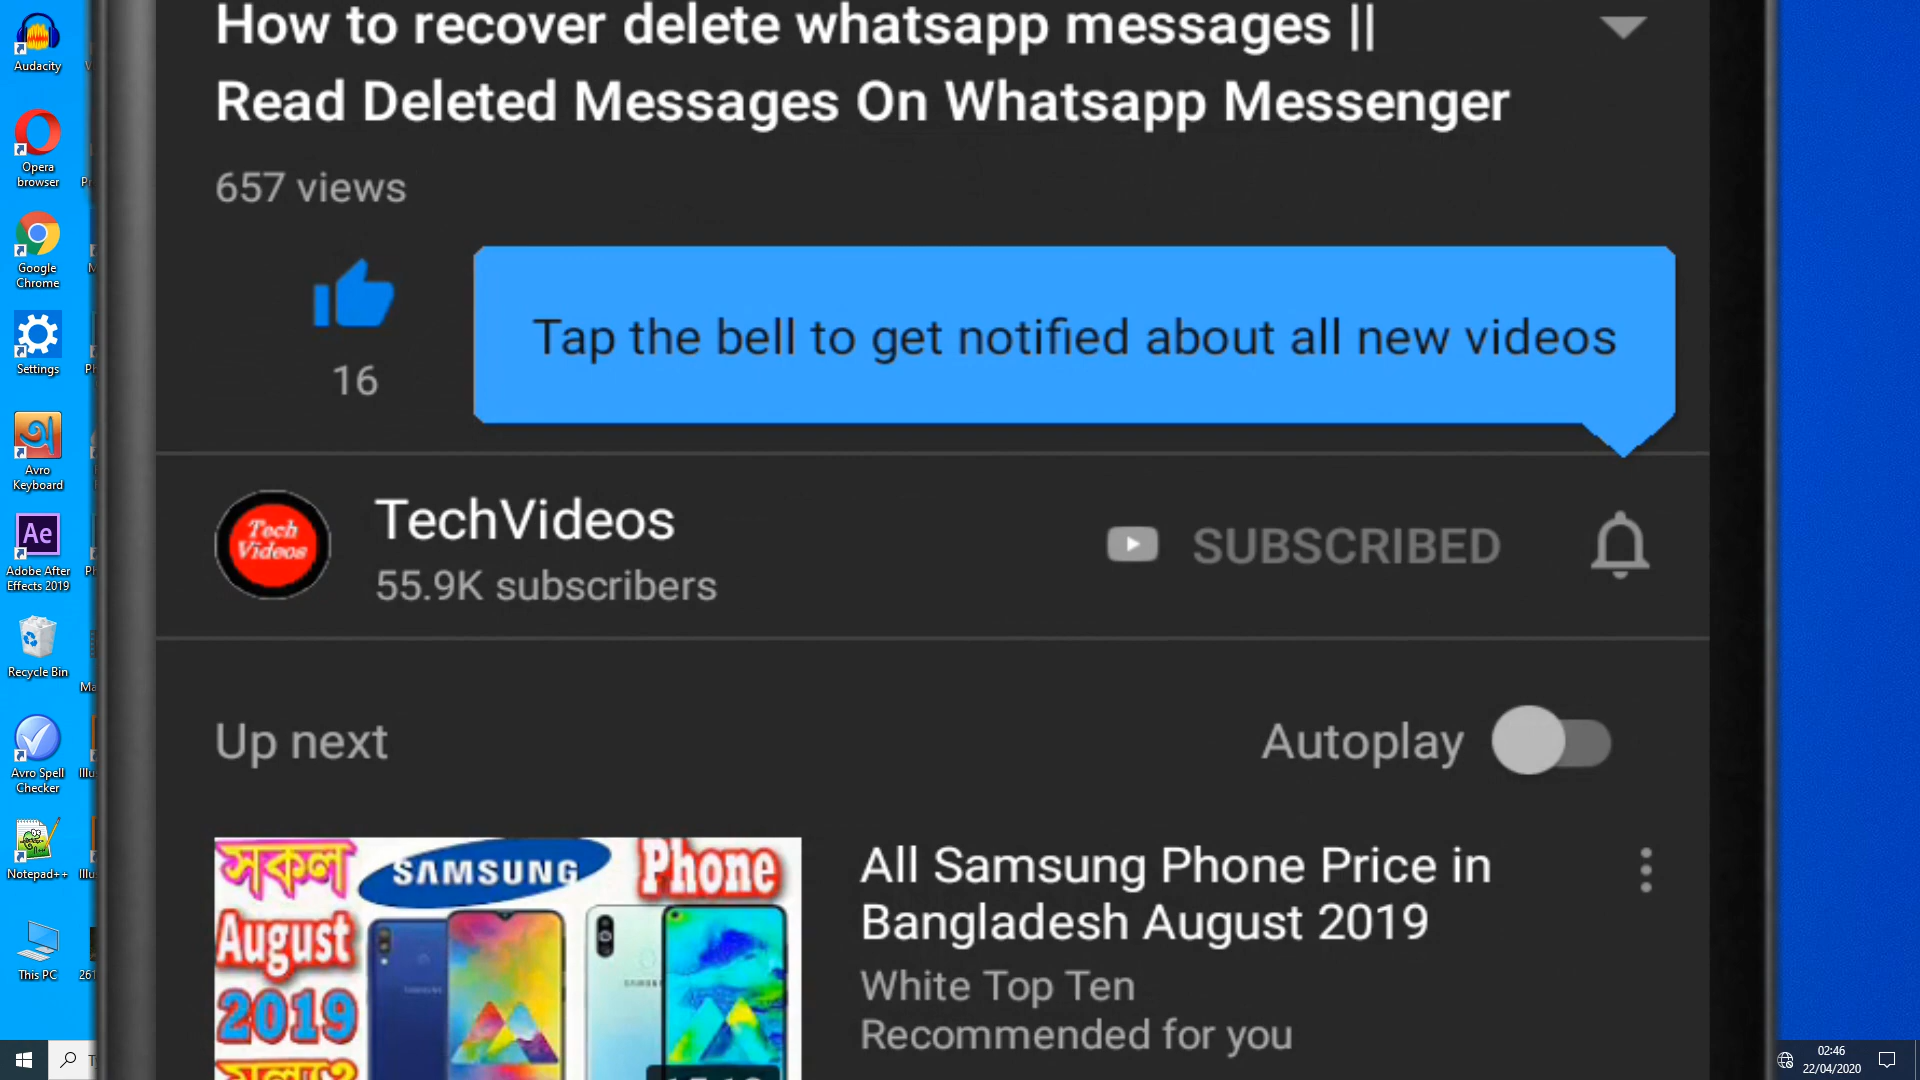 How to recover delete whatsapp messages ||
Read Deleted Messages On Whatsapp Messenger
657 views
16
Tap the bell to get notified about all new videos
Tech
Videos
TechVideos
55.9K subscribers
SUBSCRIBED
Up next
Autoplay
সকল
SAMSUNG
Phone
August
2019
All Samsung Phone Price in
Bangladesh August 2019
White Top Ten
Recommended for you
Audacity
Opera
browser
Google
Chrome
Settings
অ
Avro
Keyboard
Ae
Adobe After
Effects 2019
Recycle Bin
Avro Spell
Checker
Notepad++
This PC
02:46
22/04/2020